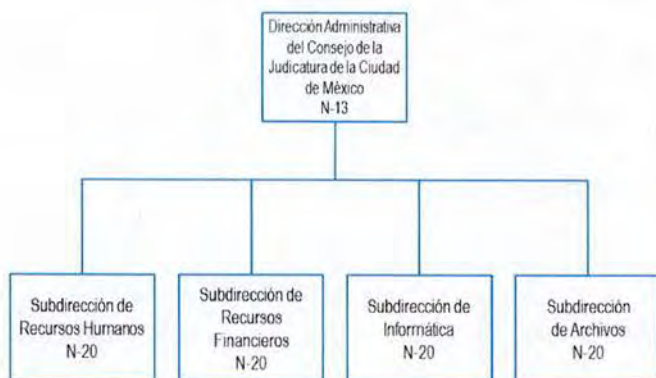 Dirección Administrativa
del Consejo de la
Judicatura de la Ciudad
de México
N-13
Subdirección de
Recursos Humanos
N-20
Subdirección de
Recursos
Financieros
N-20
Subdirección de
Informática
N-20
Subdirección
de Archivos
N-20